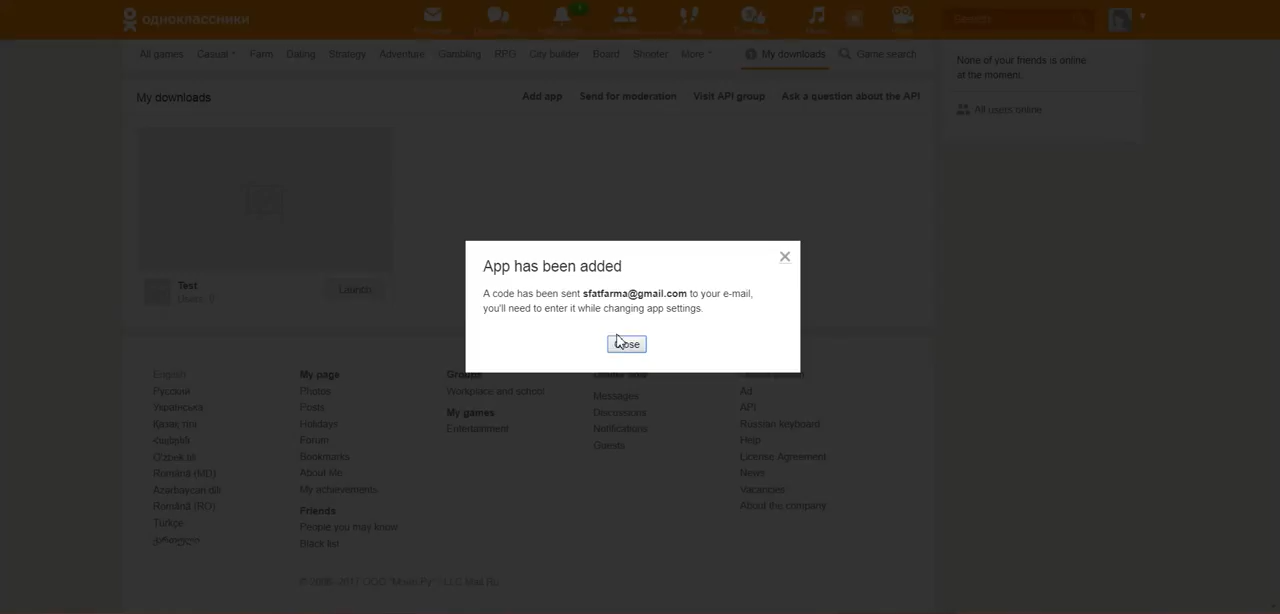 одноклассники
Search
All games Casual Farm Dating Strategy Adventure Gambling RPG City builder Board Shooter More My downloads Game search
None of your friends is online
at the moment.
All users online
My downloads Add app Send for moderation Visit API group Ask a question about the API
Test
Users: 0
Launch
App has been added
A code has been sent sfatfarma@gmail.com to your e-mail,
you'll need to enter it while changing app settings.
Close
English
Русский
Українська
Հայերեն
O'zbek tili
Română (MD)
Azərbaycan dili
Română (RO)
Türkçe
ქართული
My page
Photos
Posts
Holidays
Forum
Bookmarks
About Me
My achievements
Friends
People you may know
Black list
Groups
Workplace and school
My games
Entertainment
Messages
Discussions
Notifications
Guests
Ad
API
Russian keyboard
Help
License Agreement
News
Vacancies
About the company